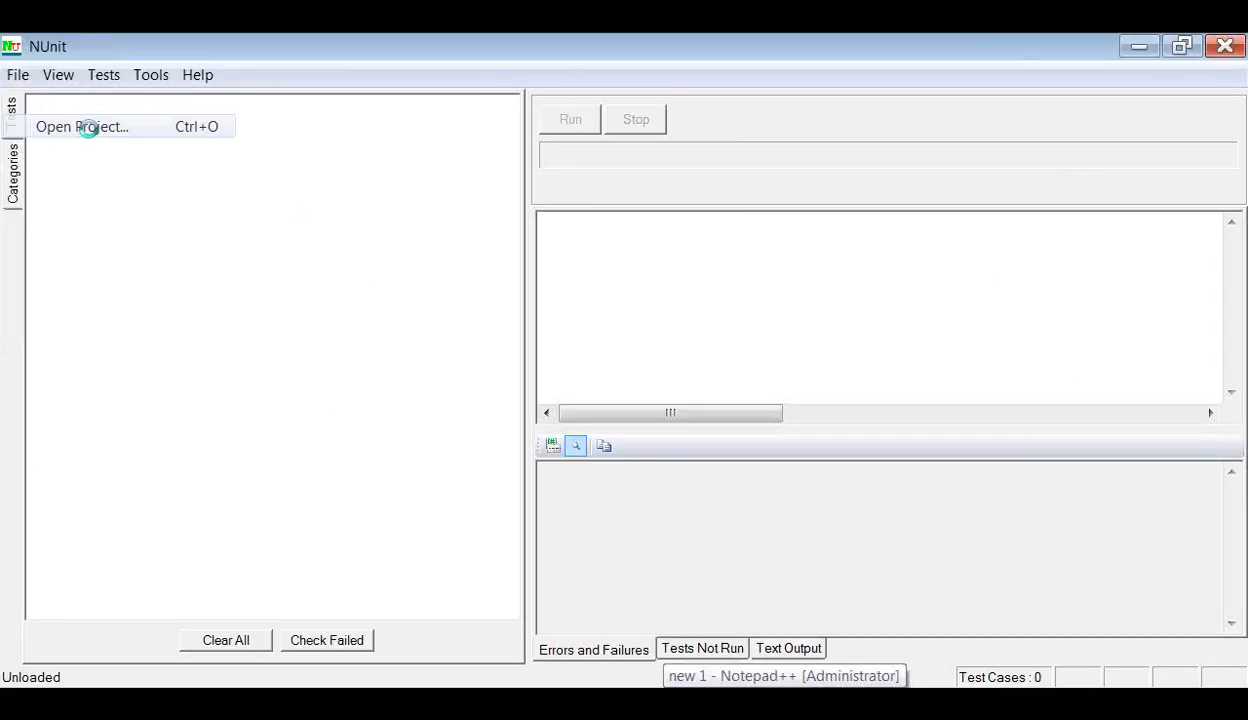 NUnit
File View Tests Tools Help
Tests
Categories
Open Project... Ctrl+O
Run Stop
Clear All Check Failed
Errors and Failures Tests Not Run Text Output
Unloaded
new 1 - Notepad++ [Administrator]
Test Cases : 0